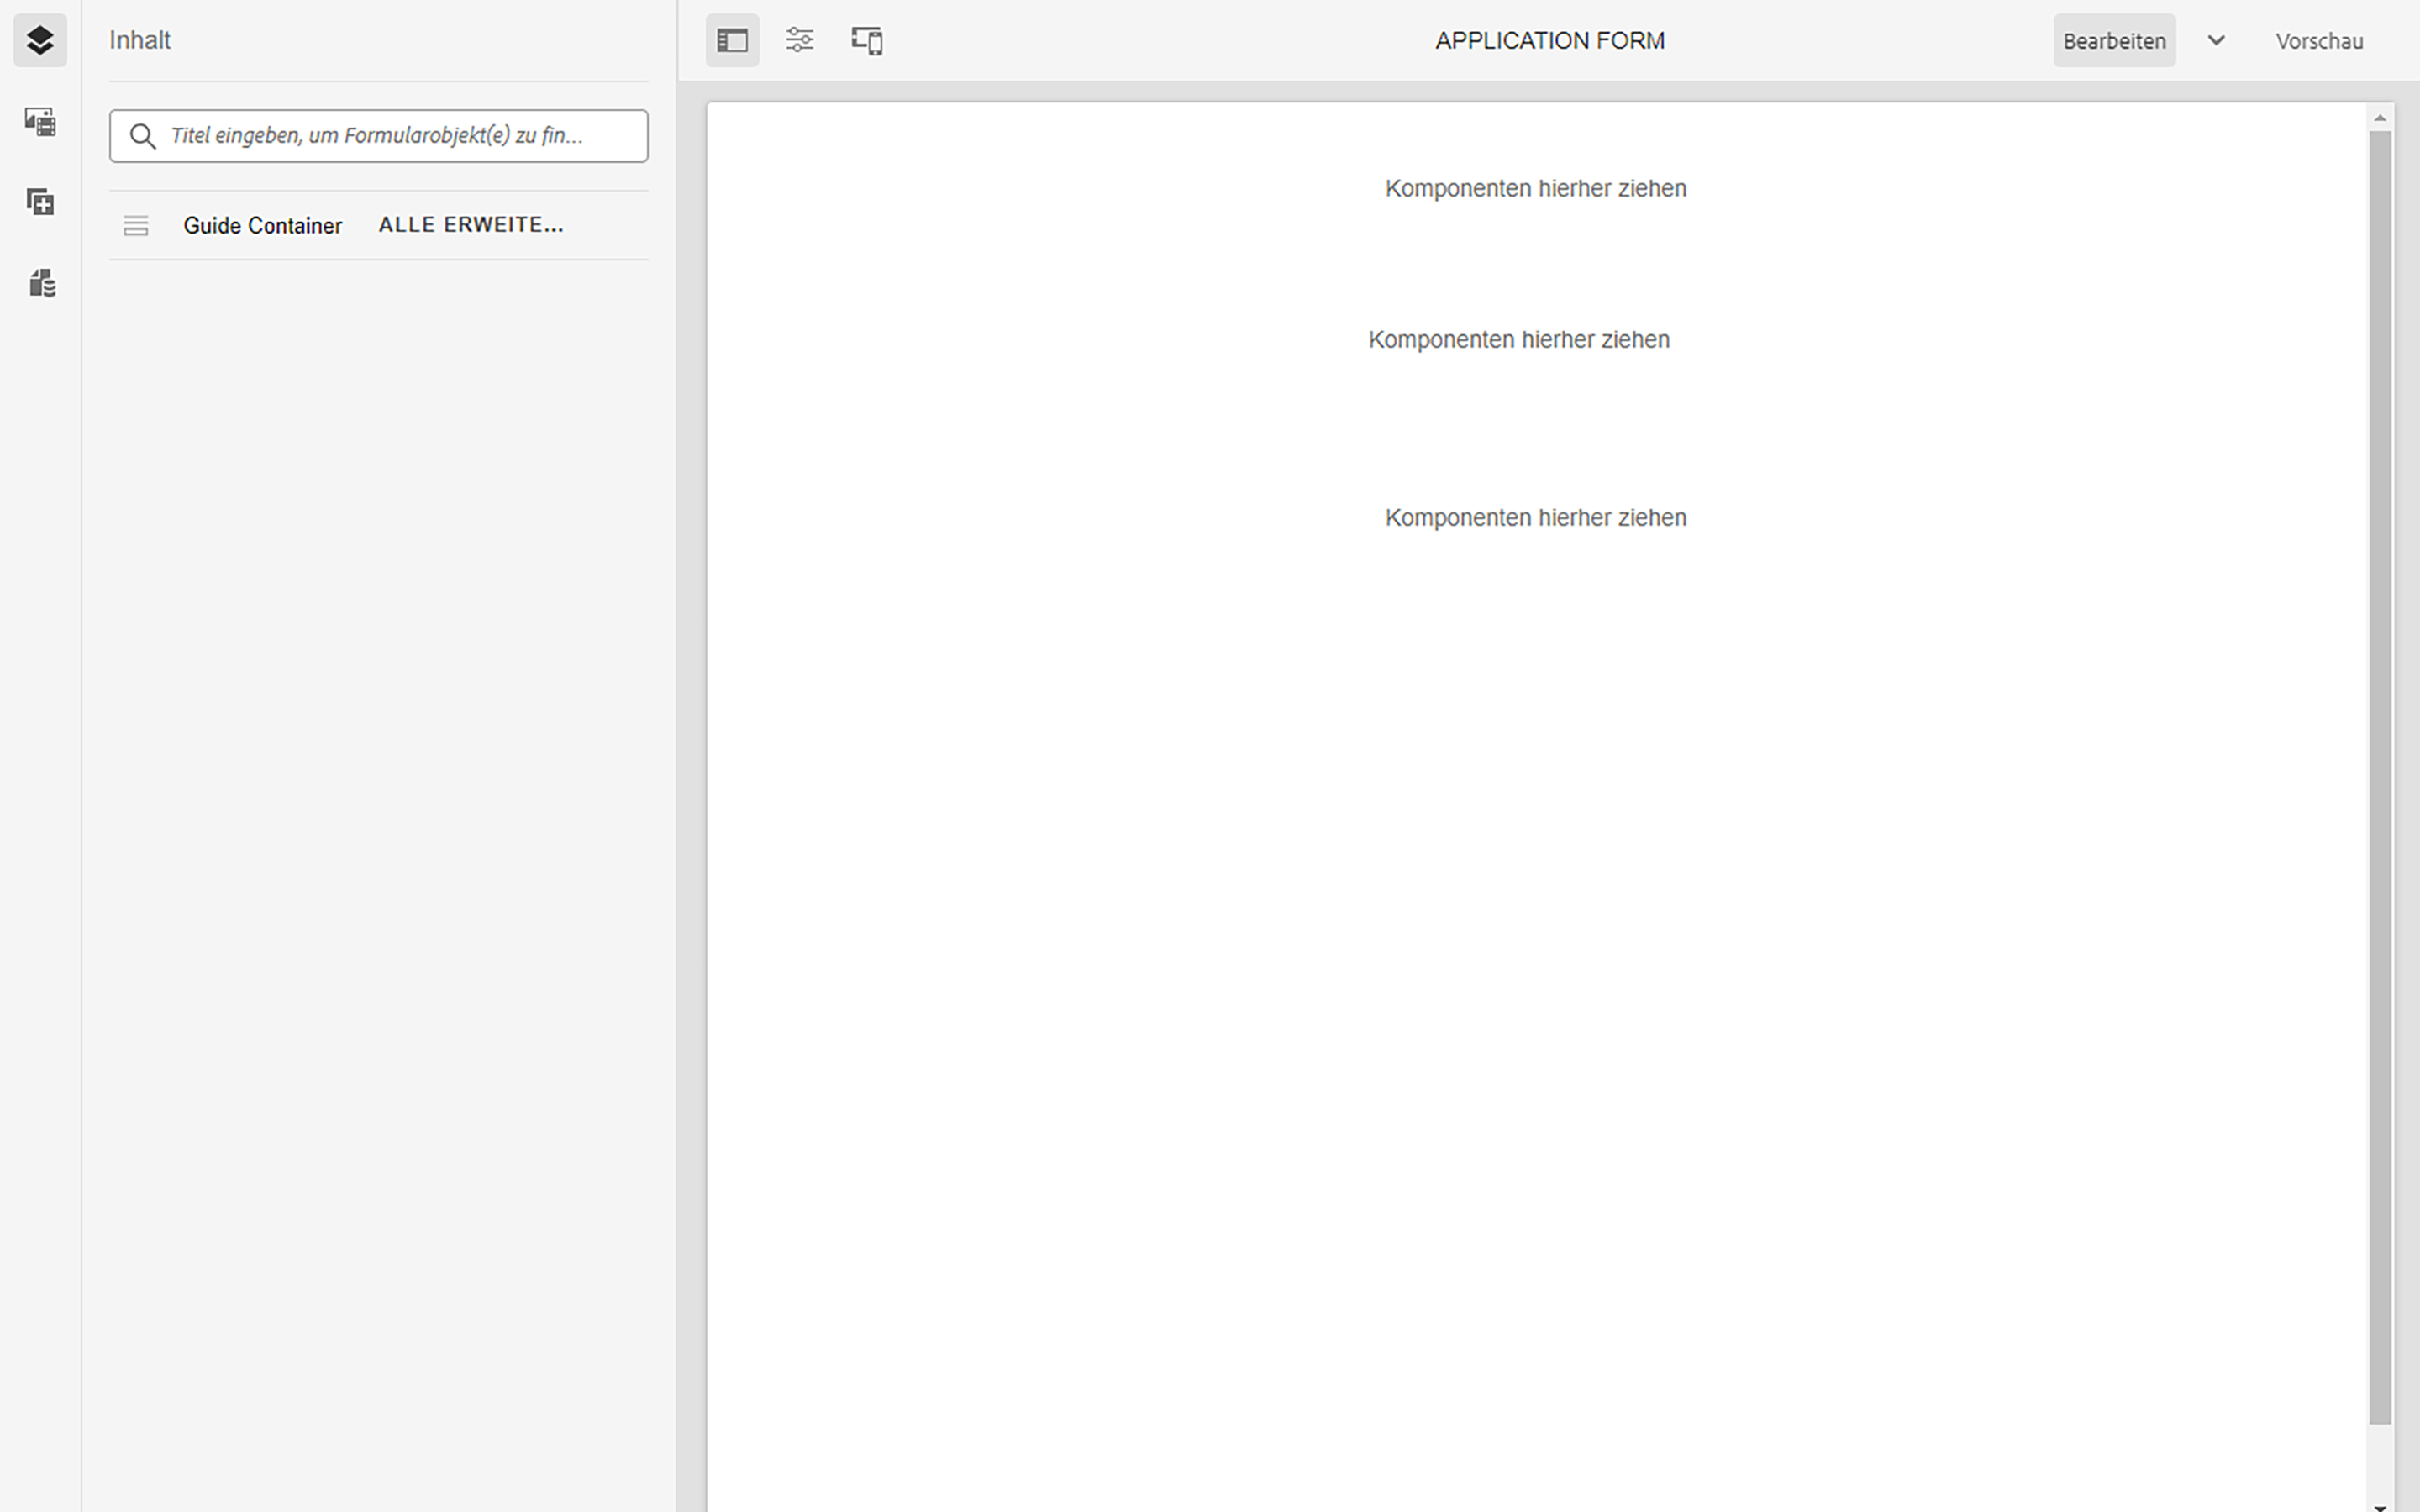 Inhalt
APPLICATION FORM
Bearbeiten
Vorschau
Titel eingeben, um Formularobjekt(e) zu fin...
Guide Container ALLE ERWEITE...
Komponenten hierher ziehen
Komponenten hierher ziehen
Komponenten hierher ziehen